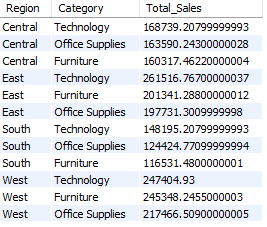 Region Category Total_Sales
Central Technology 168739.20799999993
Central Office Supplies 163590.24300000028
Central Furniture 160317.46220000004
East Technology 261516.76700000037
East Furniture 201341.28800000012
East Office Supplies 197731.3009999998
South Technology 148195.20799999993
South Office Supplies 124424.77099999994
South Furniture 116531.4800000001
West Technology 247404.93
West Furniture 245348.2455000003
West Office Supplies 217466.50900000005